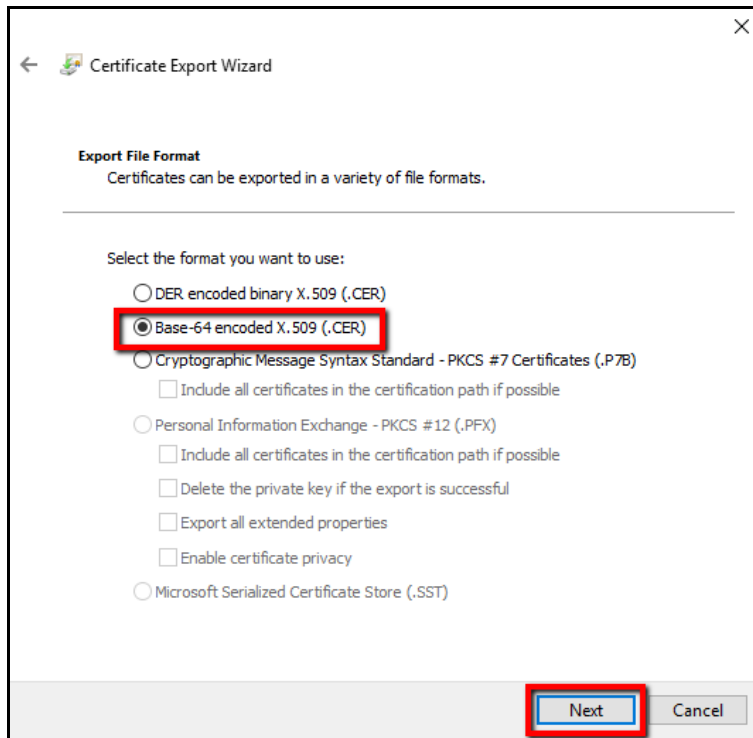 Certificate Export Wizard
Export File Format
Certificates can be exported in a variety of file formats.
Select the format you want to use:
DER encoded binary X.509 (.CER)
Base-64 encoded X.509 (.CER)
Cryptographic Message Syntax Standard - PKCS #7 Certificates (.P7B)
Include all certificates in the certification path if possible
Personal Information Exchange - PKCS #12 (.PFX)
Include all certificates in the certification path if possible
Delete the private key if the export is successful
Export all extended properties
Enable certificate privacy
Microsoft Serialized Certificate Store (.SST)
Next Cancel